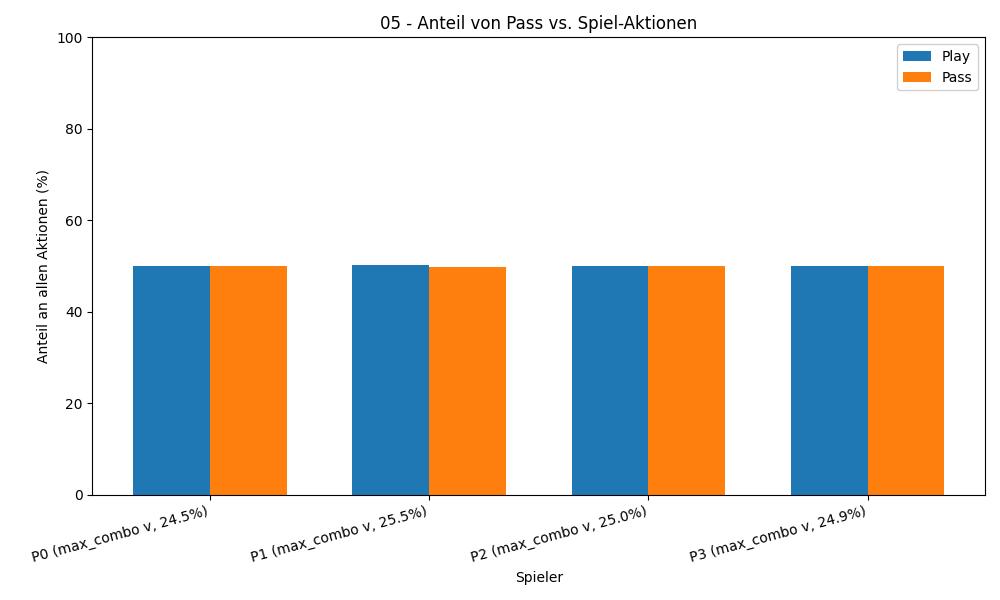 05 - Anteil von Pass vs. Spiel-Aktionen
Play
Pass
100
80
60
40
20
0
Anteil an allen Aktionen (%)
P0 (max_combo v, 24.5%)
P1 (max_combo v, 25.5%)
P2 (max_combo v, 25.0%)
P3 (max_combo v, 24.9%)
Spieler